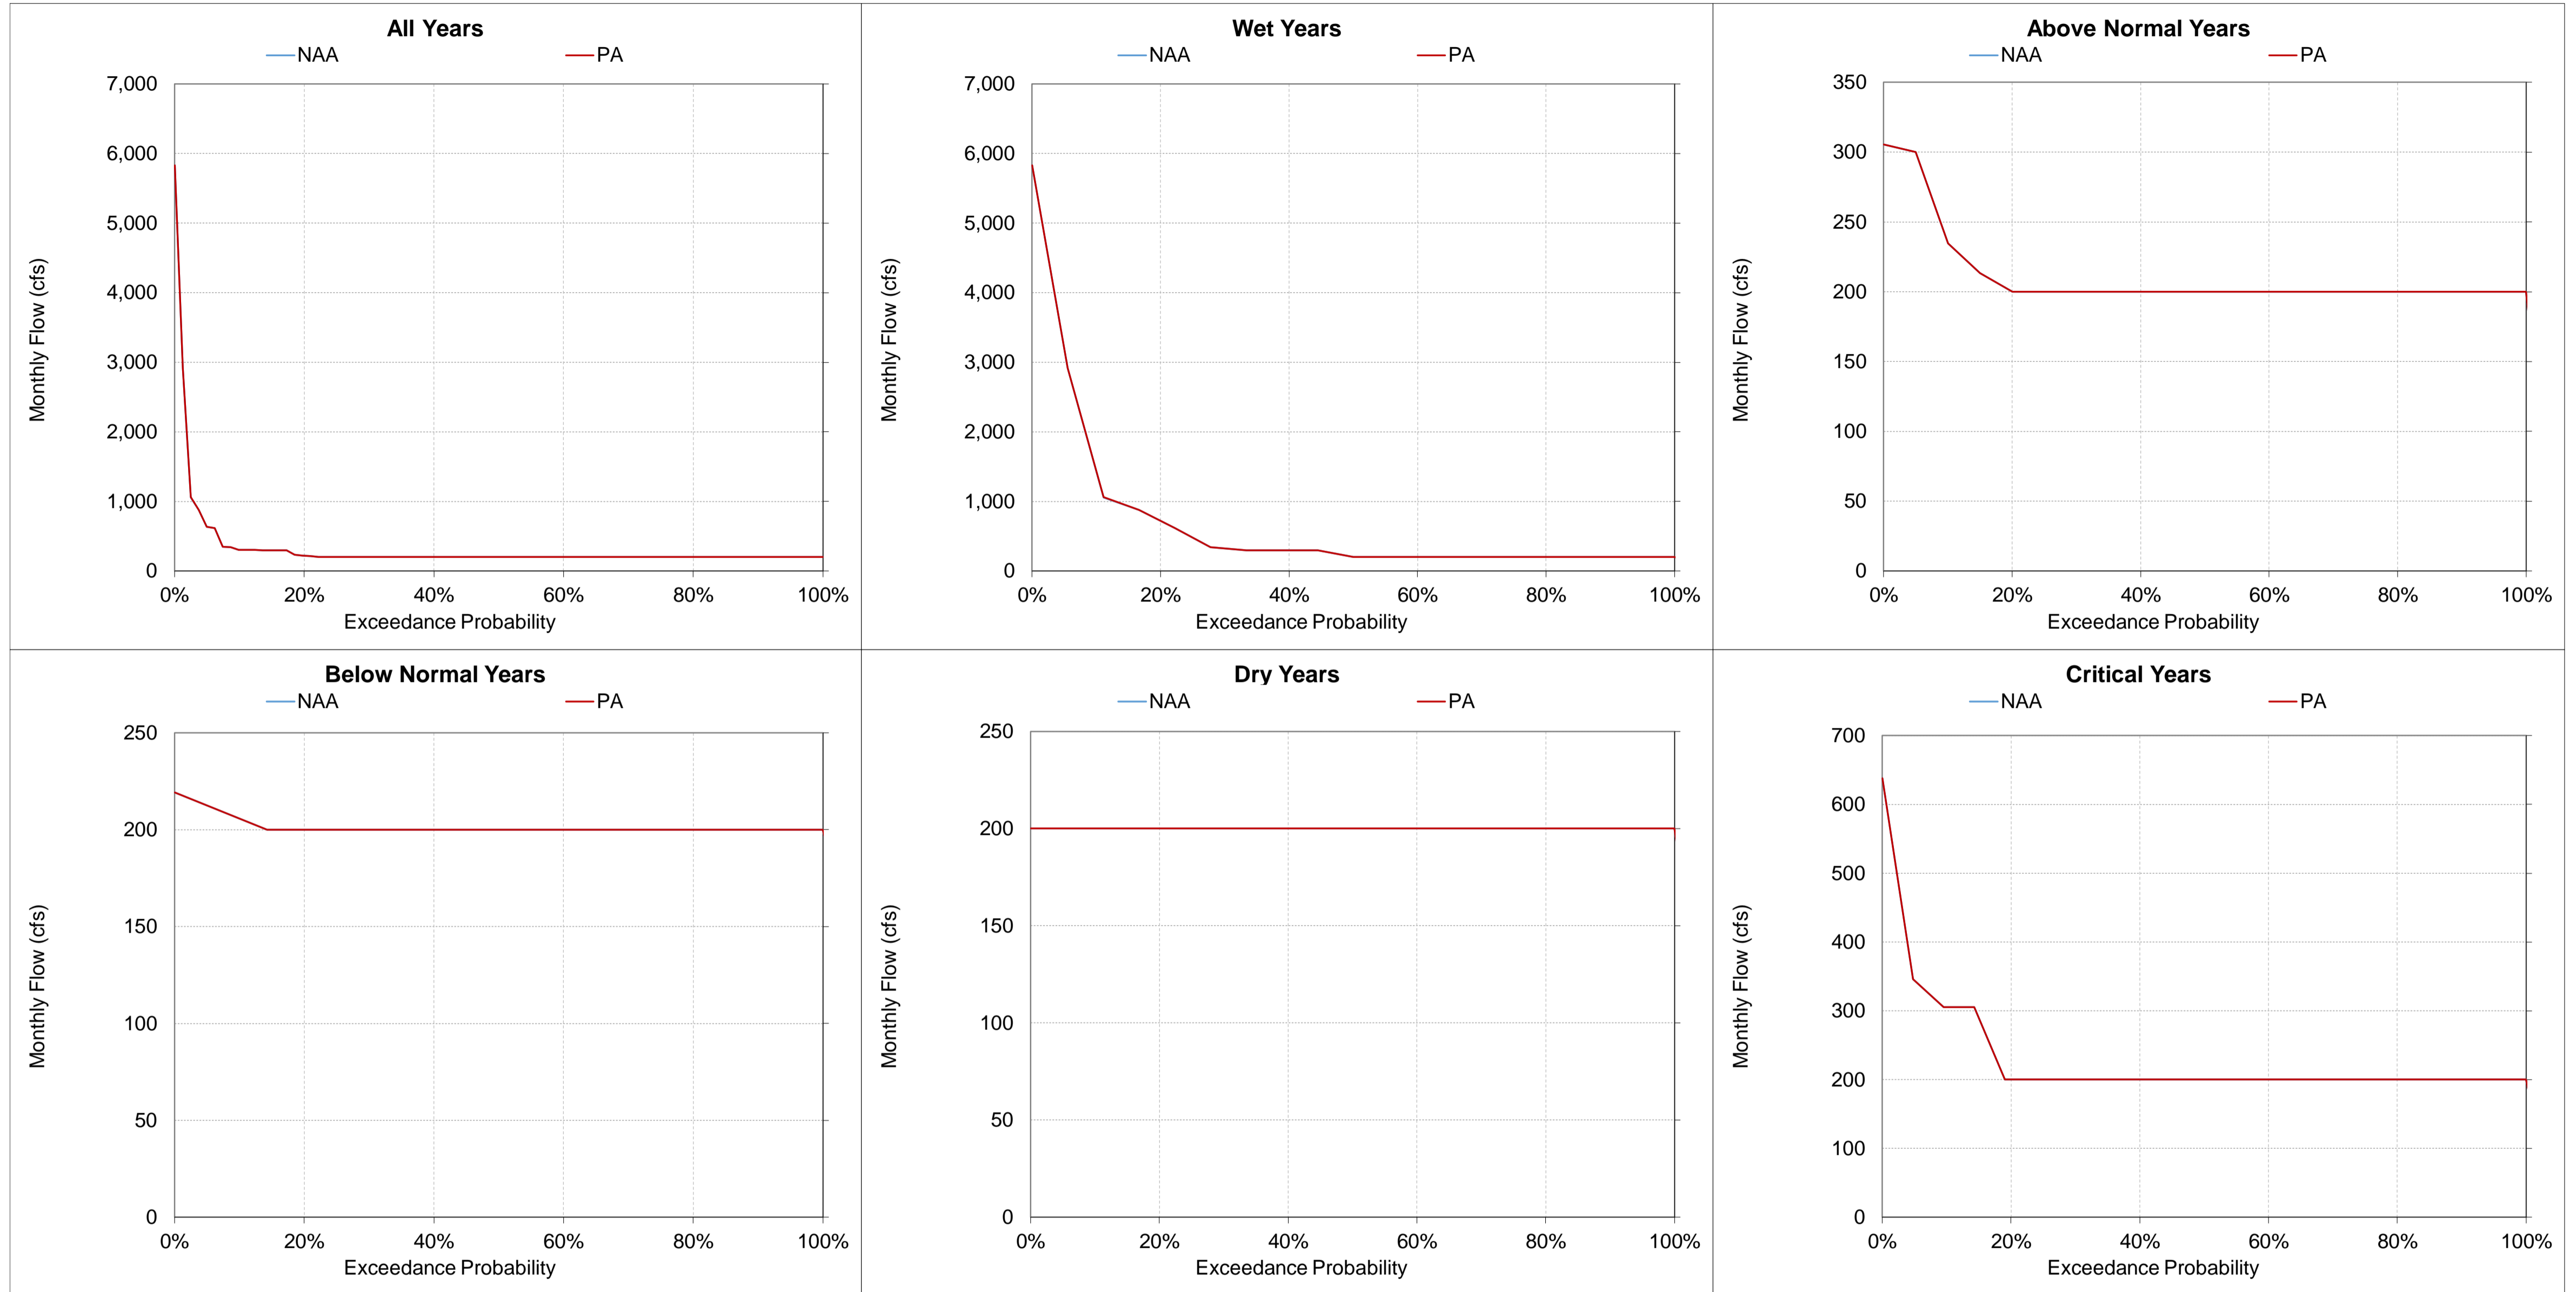 All Years
NAA PA
7,000
6,000
5,000
4,000
3,000
2,000
1,000
0
Monthly Flow (cfs)
0% 20% 40% 60% 80% 100%
Exceedance Probability
Wet Years
NAA PA
7,000
6,000
5,000
4,000
3,000
2,000
1,000
0
Monthly Flow (cfs)
0% 20% 40% 60% 80% 100%
Exceedance Probability
Above Normal Years
NAA PA
350
300
250
200
150
100
50
0
Monthly Flow (cfs)
0% 20% 40% 60% 80% 100%
Exceedance Probability
Below Normal Years
NAA PA
250
200
150
100
50
0
Monthly Flow (cfs)
0% 20% 40% 60% 80% 100%
Exceedance Probability
Dry Years
NAA PA
250
200
150
100
50
0
Monthly Flow (cfs)
0% 20% 40% 60% 80% 100%
Exceedance Probability
Critical Years
NAA PA
700
600
500
400
300
200
100
0
Monthly Flow (cfs)
0% 20% 40% 60% 80% 100%
Exceedance Probability